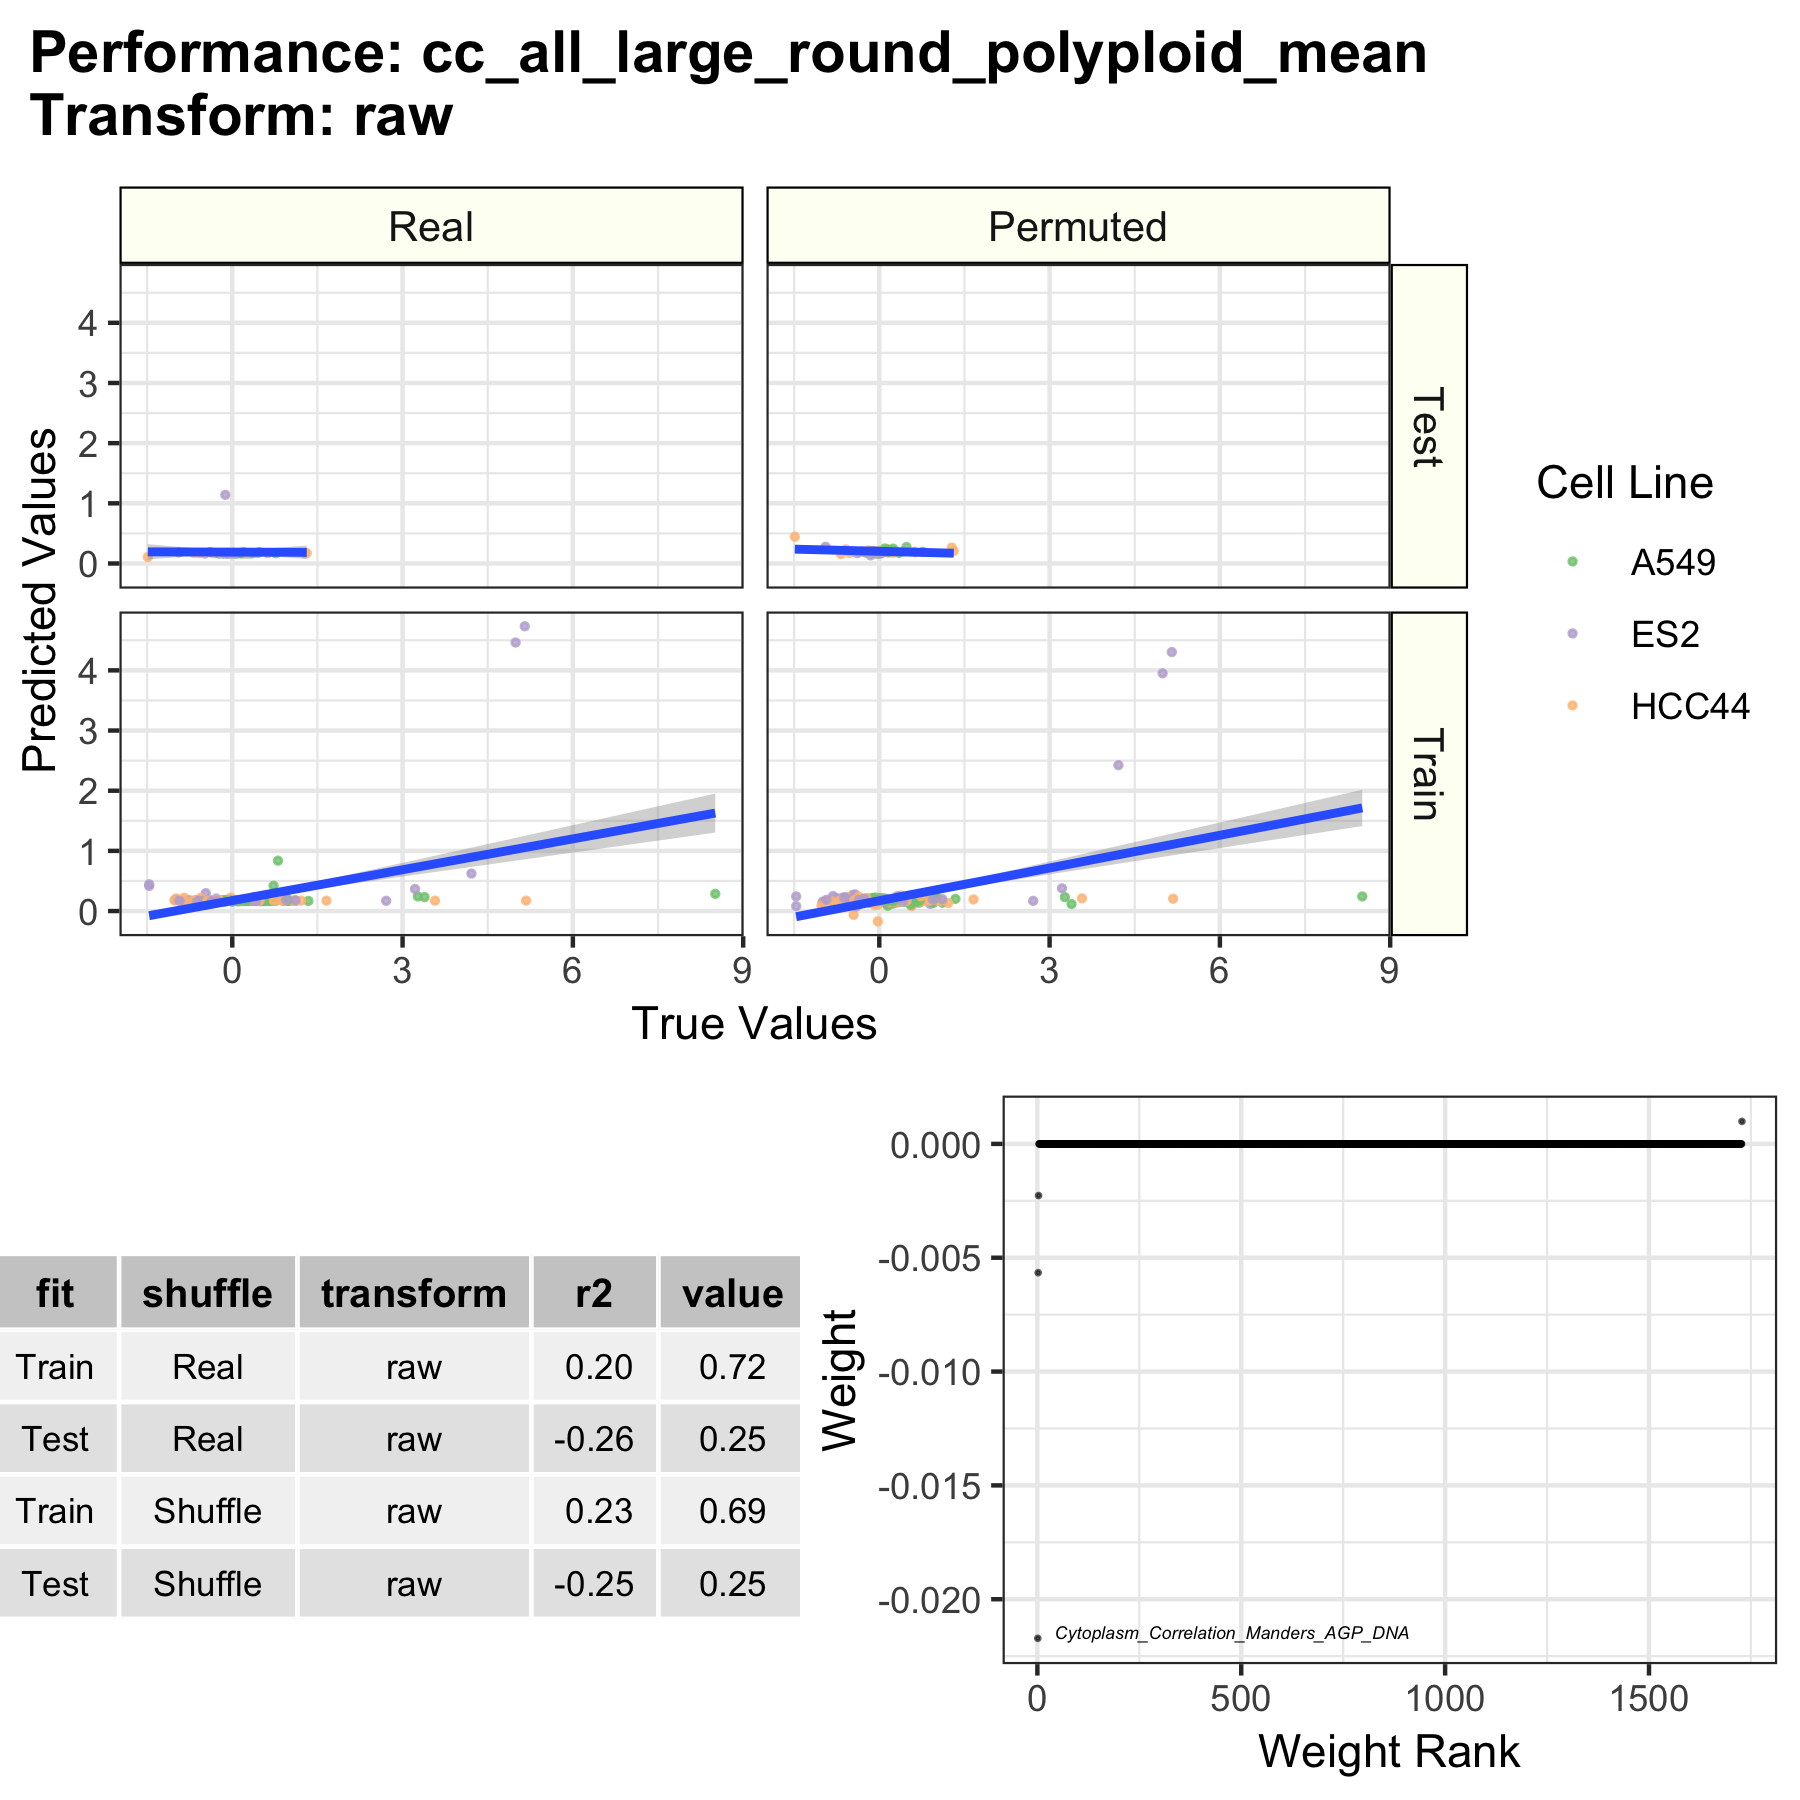 Performance: cc_all_large_round_polyploid_mean
Transform: raw
Real
Permuted
4
3
2
1
0
Test
4
3
2
1
0
Train
Predicted Values
0
3
6
9
0
3
6
9
True Values
Cell Line
A549
ES2
HCC44
fit shuffle transform r2 value
Train Real raw 0.20 0.72
Test Real raw -0.26 0.25
Train Shuffle raw 0.23 0.69
Test Shuffle raw -0.25 0.25
Weight
0.000
-0.005
-0.010
-0.015
-0.020
Cytoplasm_Correlation_Manders_AGP_DNA
0
500
1000
1500
Weight Rank